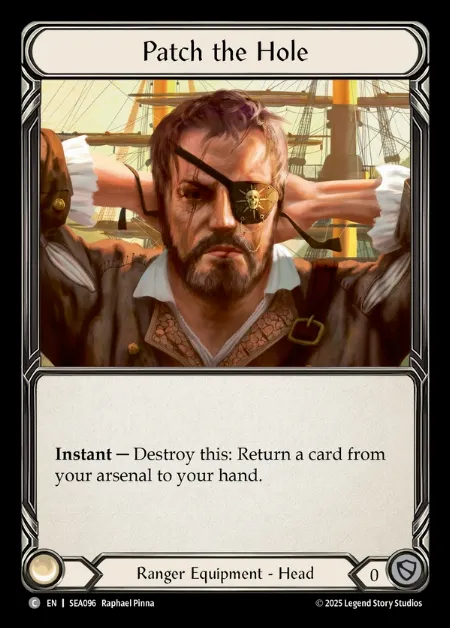 Patch the Hole
Instant — Destroy this: Return a card from
your arsenal to your hand.
Ranger Equipment - Head
0
C EN | SEA096 Raphael Pinna
© 2025 Legend Story Studios